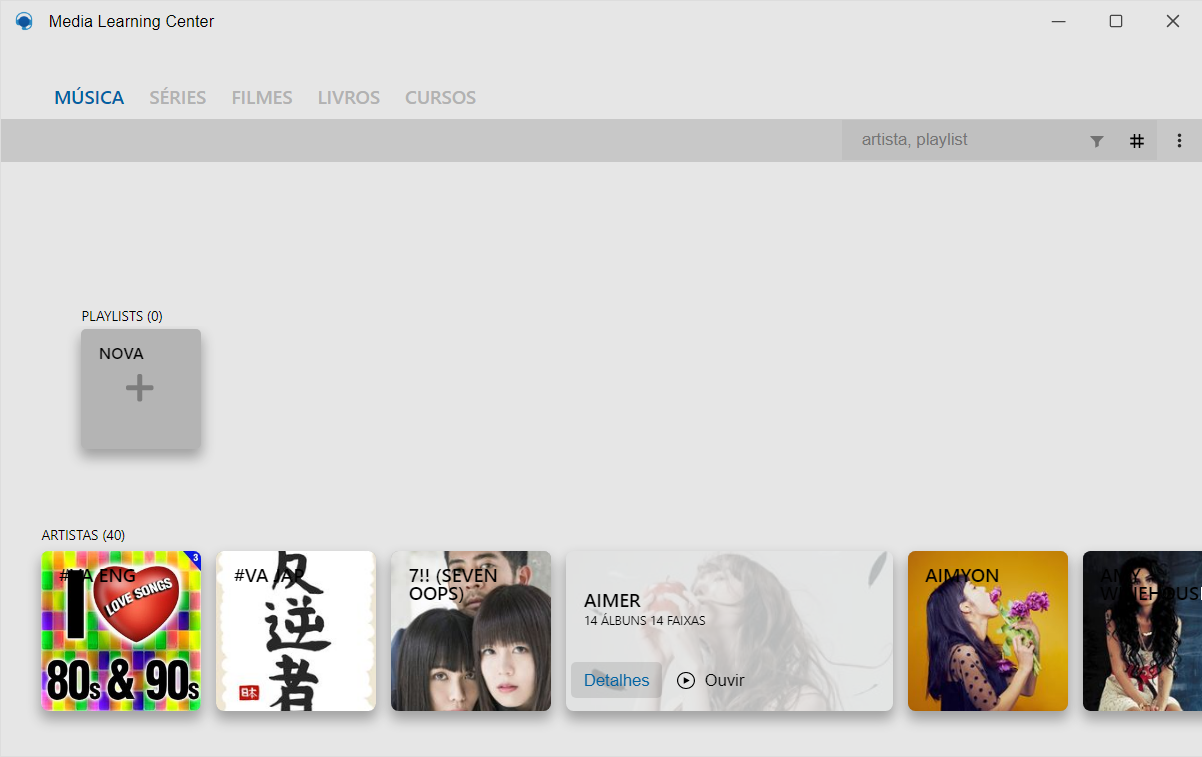 Media Learning Center
MÚSICA SÉRIES FILMES LIVROS CURSOS
artista, playlist
PLAYLISTS (0)
NOVA
ARTISTAS (40)
#VA ENG
3
I LOVE SONGS
80s & 90s
#VA JAP
反逆者
日本
7!! (SEVEN
OOPS)
AIMER
14 ÁLBUNS 14 FAIXAS
Detalhes
Ouvir
AIMYON